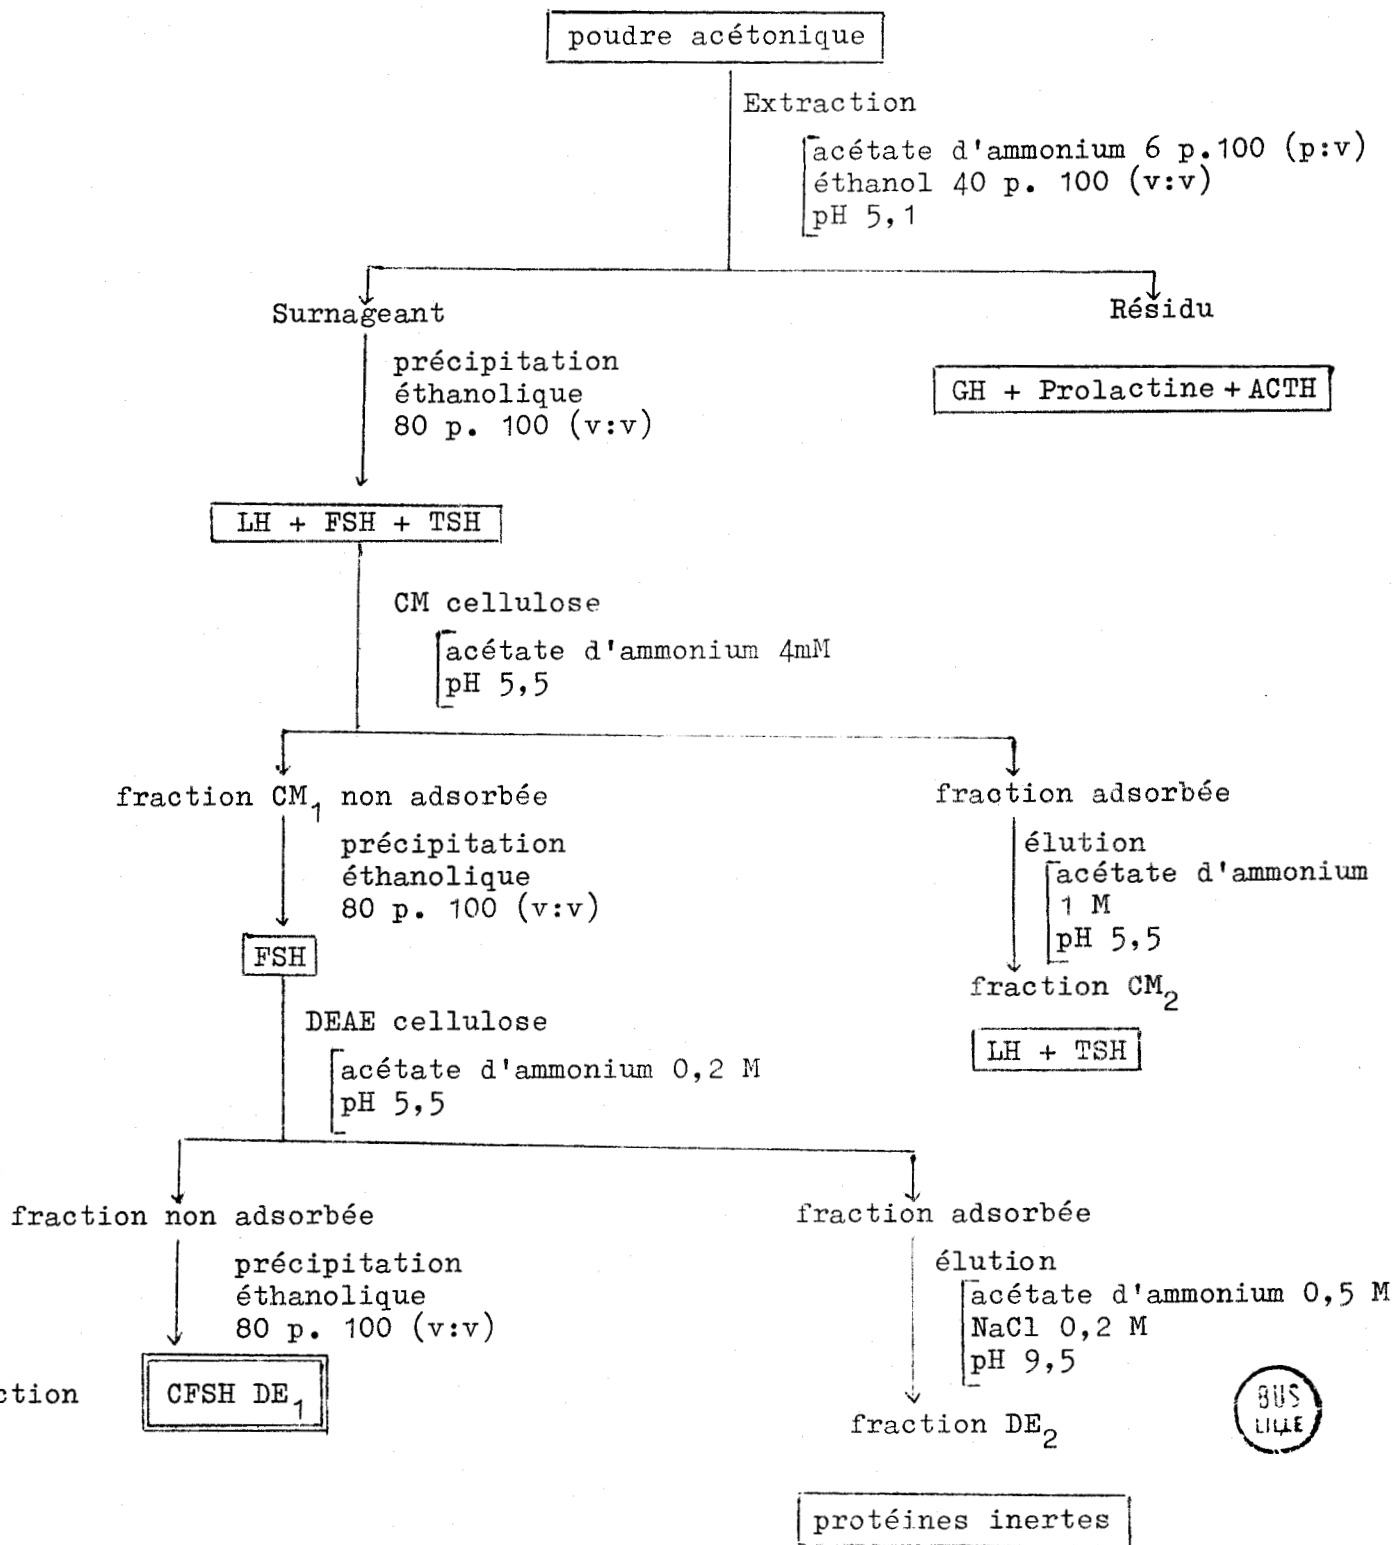 poudre acétonique
Extraction
acétate d'ammonium 6 p.100 (p:v)
éthanol 40 p. 100 (v:v)
pH 5,1
Surnageant
Résidu
précipitation
éthanolique
80 p. 100 (v:v)
GH + Prolactine + ACTH
LH + FSH + TSH
CM cellulose
acétate d'ammonium 4mM
pH 5,5
fraction CM1 non adsorbée
fraction adsorbée
précipitation
éthanolique
80 p. 100 (v:v)
élution
acétate d'ammonium
1 M
pH 5,5
FSH
fraction CM2
LH + TSH
DEAE cellulose
acétate d'ammonium 0,2 M
pH 5,5
fraction non adsorbée
fraction adsorbée
précipitation
éthanolique
80 p. 100 (v:v)
élution
acétate d'ammonium 0,5 M
NaCl 0,2 M
pH 9,5
ction
CFSH DE1
fraction DE2
BUS
LILLE
protéines inertes